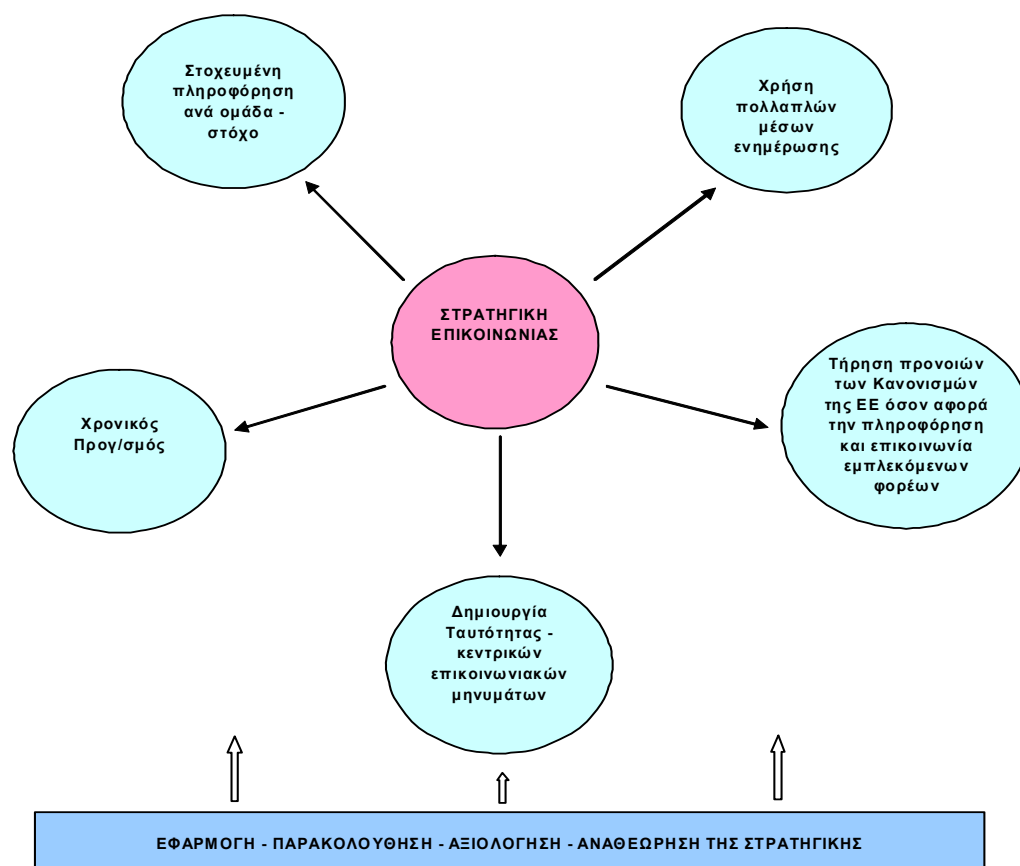 Στοχευμένη
πληροφόρηση
ανά ομάδα -
στόχο
Χρήση
πολλαπλών
μέσων
ενημέρωσης
ΣΤΡΑΤΗΓΙΚΗ
ΕΠΙΚΟΙΝΩΝΙΑΣ
Τήρηση προνοιών
των Κανονισμών
της ΕΕ όσον αφορά
την πληροφόρηση
και επικοινωνία
εμπλεκόμενων
φορέων
Χρονικός
Προγ/σμός
Δημιουργία
Ταυτότητας -
κεντρικών
επικοινωνιακών
μηνυμάτων
ΕΦΑΡΜΟΓΗ - ΠΑΡΑΚΟΛΟΥΘΗΣΗ - ΑΞΙΟΛΟΓΗΣΗ - ΑΝΑΘΕΩΡΗΣΗ ΤΗΣ ΣΤΡΑΤΗΓΙΚΗΣ